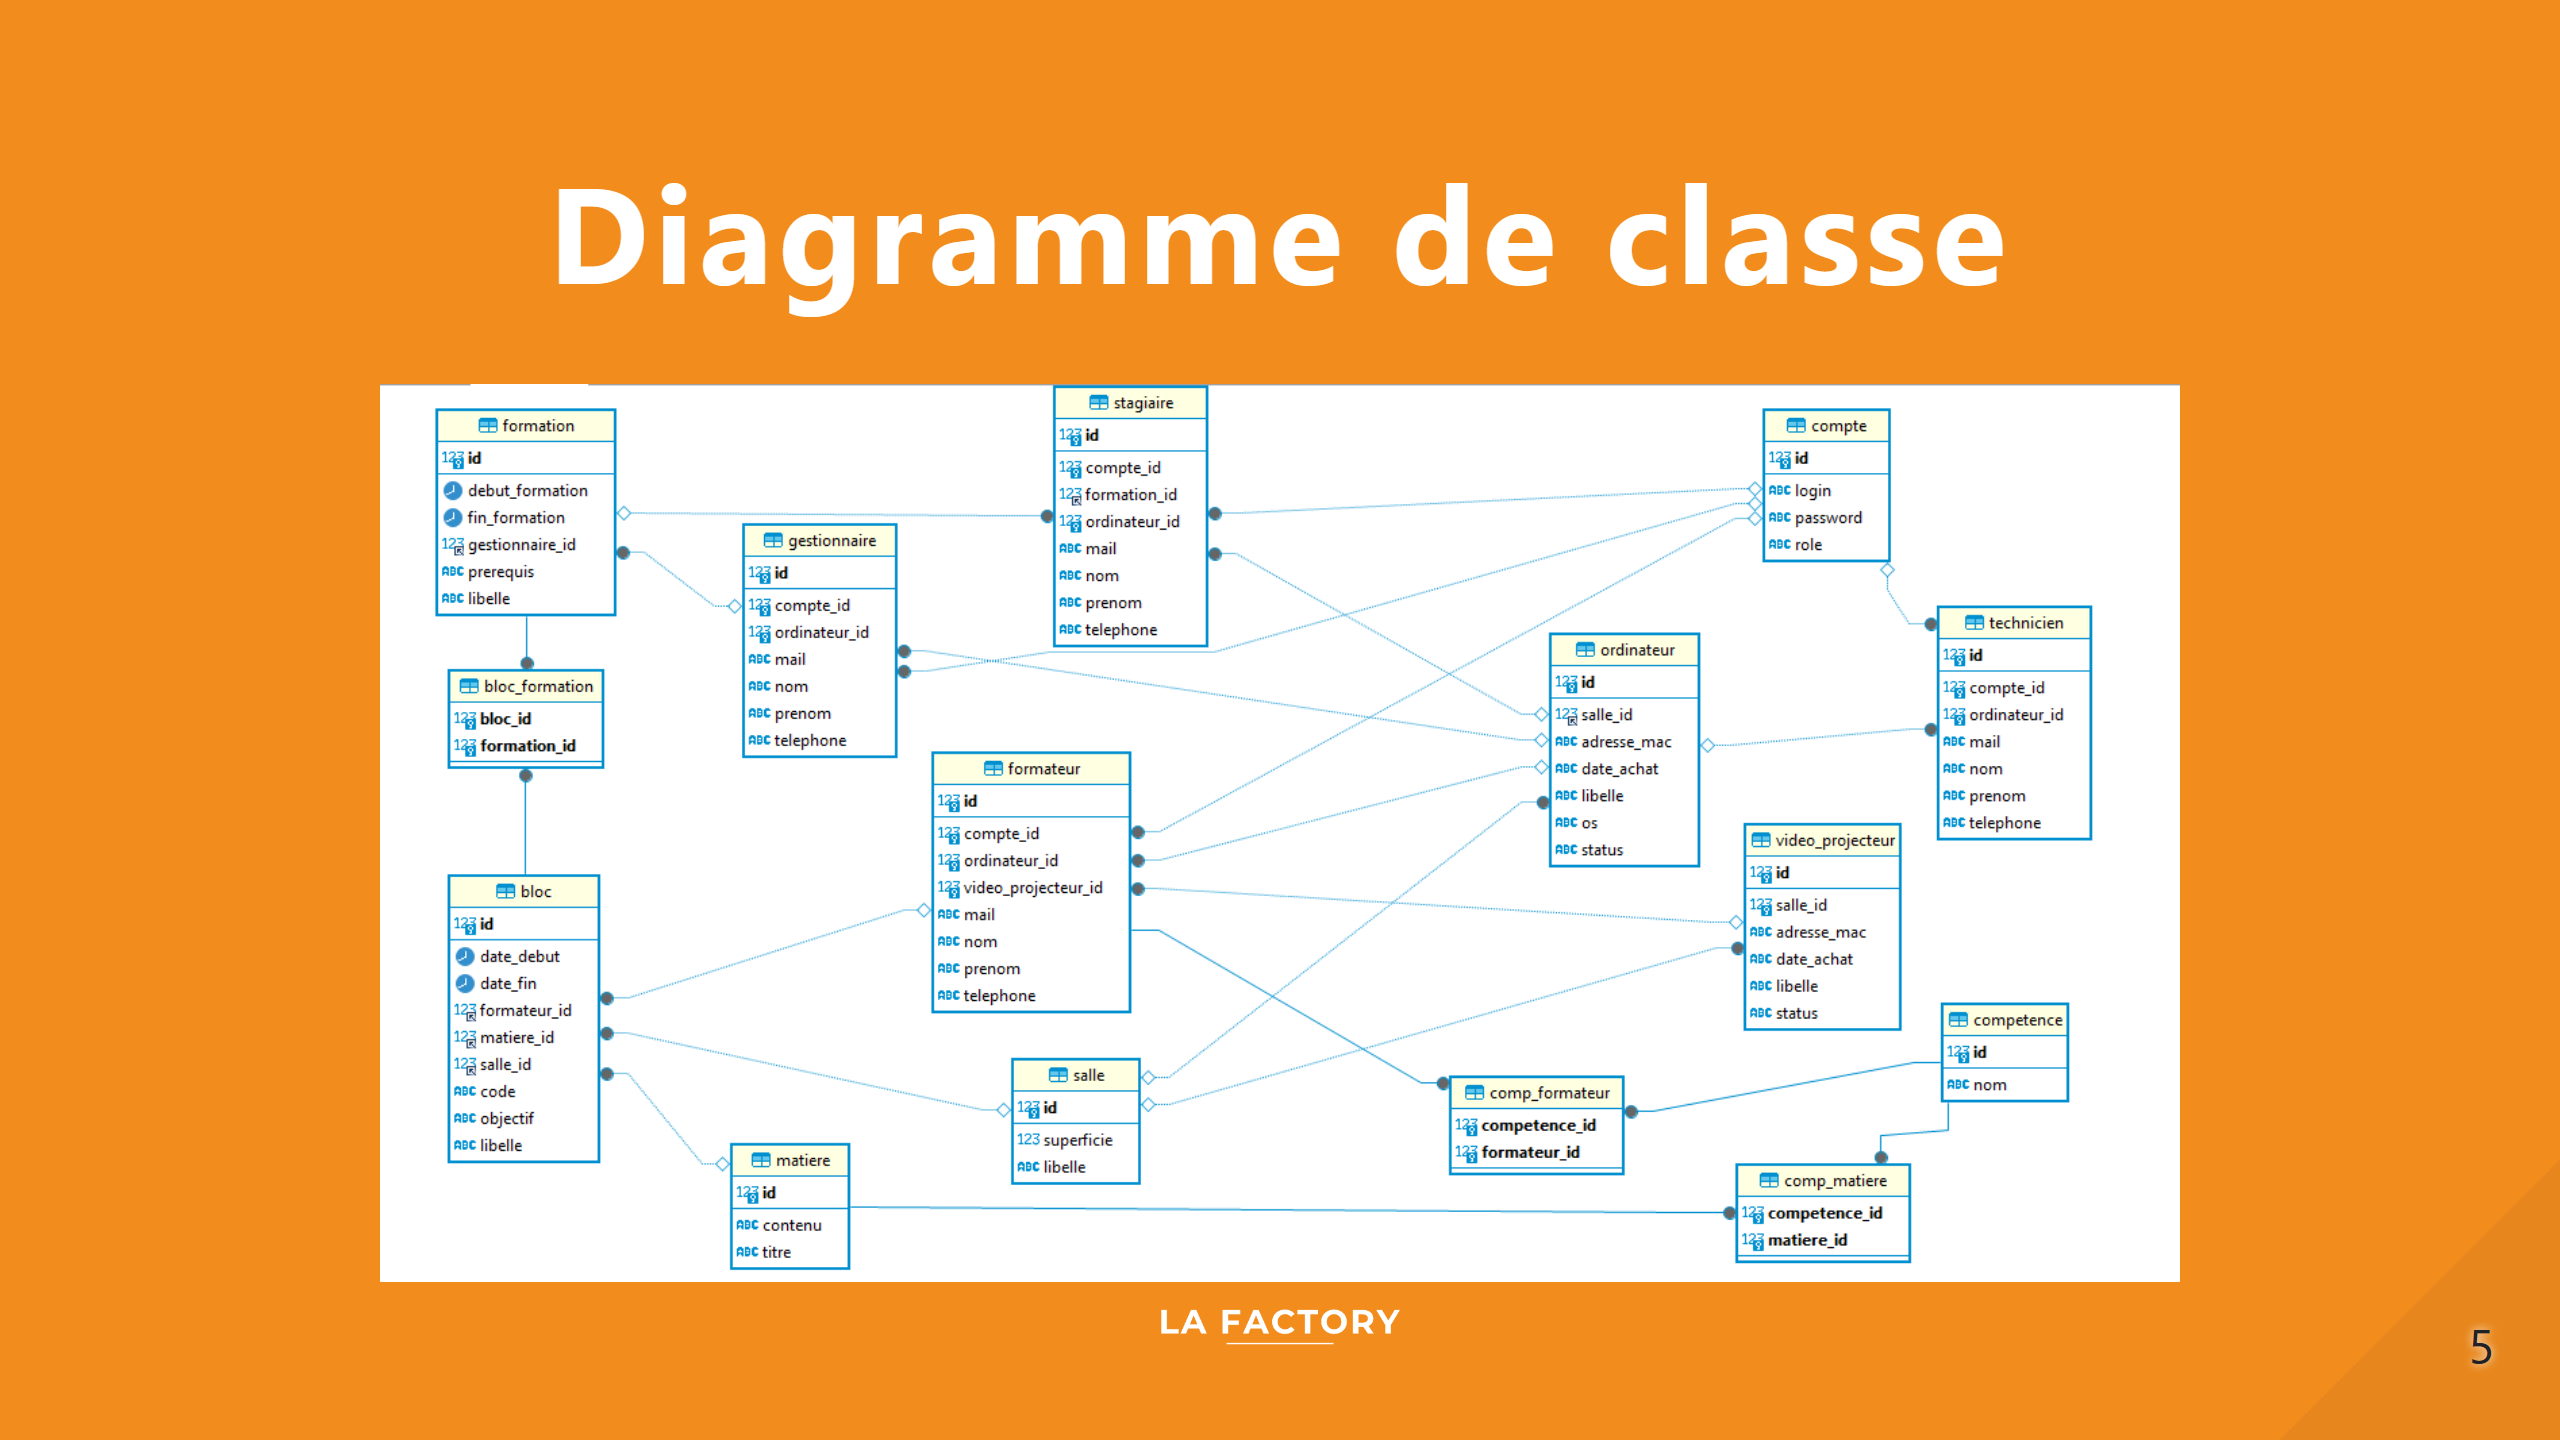 Diagramme de classe
formation
id
debut_formation
fin_formation
gestionnaire_id
prerequis
libelle
bloc_formation
bloc_id
formation_id
bloc
id
date_debut
date_fin
formateur_id
matiere_id
salle_id
code
objectif
libelle
gestionnaire
id
compte_id
ordinateur_id
mail
nom
prenom
telephone
matiere
id
contenu
titre
stagiaire
id
compte_id
formation_id
ordinateur_id
mail
nom
prenom
telephone
formateur
id
compte_id
ordinateur_id
video_projecteur_id
mail
nom
prenom
telephone
salle
id
superficie
libelle
compte
id
login
password
role
ordinateur
id
salle_id
adresse_mac
date_achat
libelle
os
status
technicien
id
compte_id
ordinateur_id
mail
nom
prenom
telephone
video_projecteur
id
salle_id
adresse_mac
date_achat
libelle
status
competence
id
nom
comp_formateur
competence_id
formateur_id
comp_matiere
competence_id
matiere_id
LA FACTORY
5